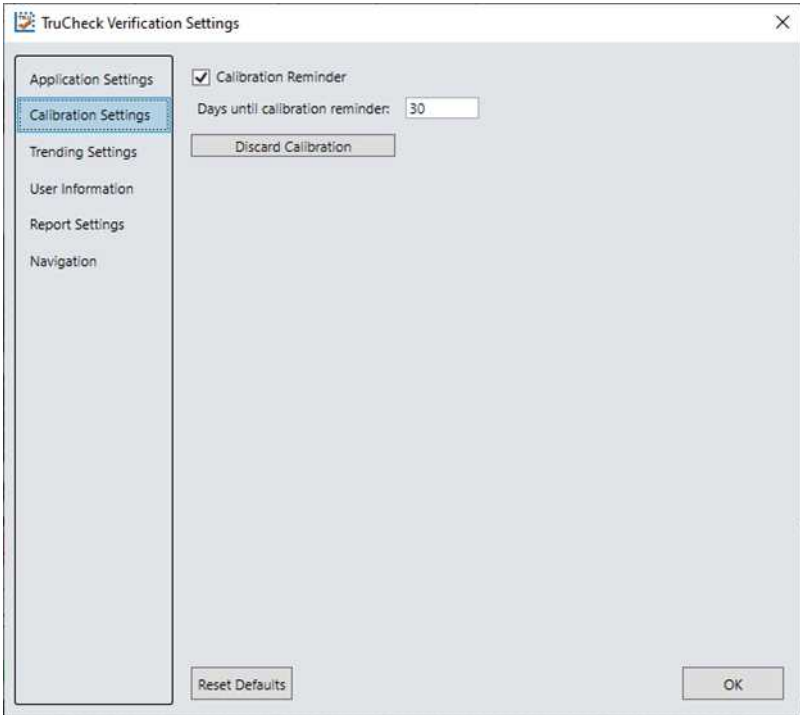 TruCheck Verification Settings
Application Settings
Calibration Settings
Trending Settings
User Information
Report Settings
Navigation
Calibration Reminder
Days until calibration reminder: 30
Discard Calibration
Reset Defaults
OK